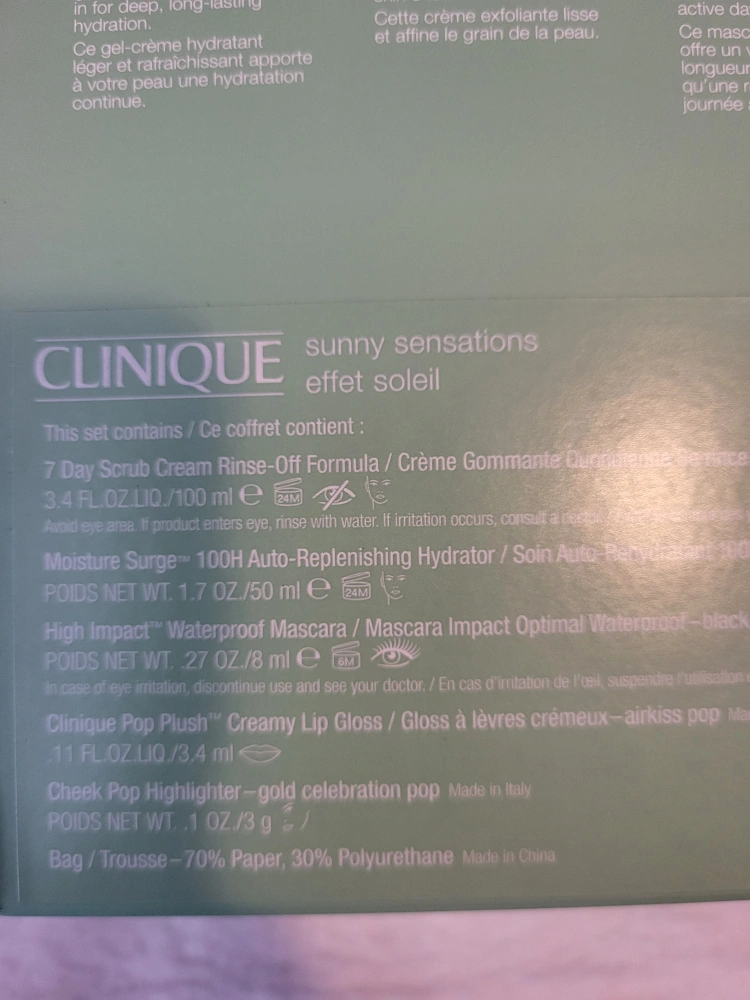 in for deep, long-lasting
hydration.
Ce gel-crème hydratant
léger et rafraîchissant apporte
à votre peau une hydratation
continue.
Cette crème exfoliante lisse
et affine le grain de la peau.
active
Ce
offre un
longueur
qu'une
journée
CLINIQUE
sunny sensations
effet soleil
This set contains / Ce coffret contient :
7 Day Scrub Cream Rinse-Off Formula / Crème Gommante
3.4 FL.OZ.LIQ./100 ml e 24M
Avoid eye area. If product enters eye, rinse with water. If irritation occurs, consult a
Moisture Surge™ 100H Auto-Replenishing Hydrator / Soin Auto-Réhydratant
POIDS NET WT. 1.7 OZ./50 ml e 24M
High Impact™ Waterproof Mascara / Mascara Impact Optimal Waterproof–black
POIDS NET WT. .27 OZ./8 ml e 6M
In case of eye irritation, discontinue use and see your doctor. / En cas d'irritation de l'œil, suspendre l'utilisation
Clinique Pop Plush™ Creamy Lip Gloss / Gloss à lèvres crémeux–airkiss pop
.11 FL.OZ.LIQ./3.4 ml
Cheek Pop Highlighter–gold celebration pop Made in Italy
POIDS NET WT. .1 OZ./3 g
Bag / Trousse–70% Paper, 30% Polyurethane Made in China